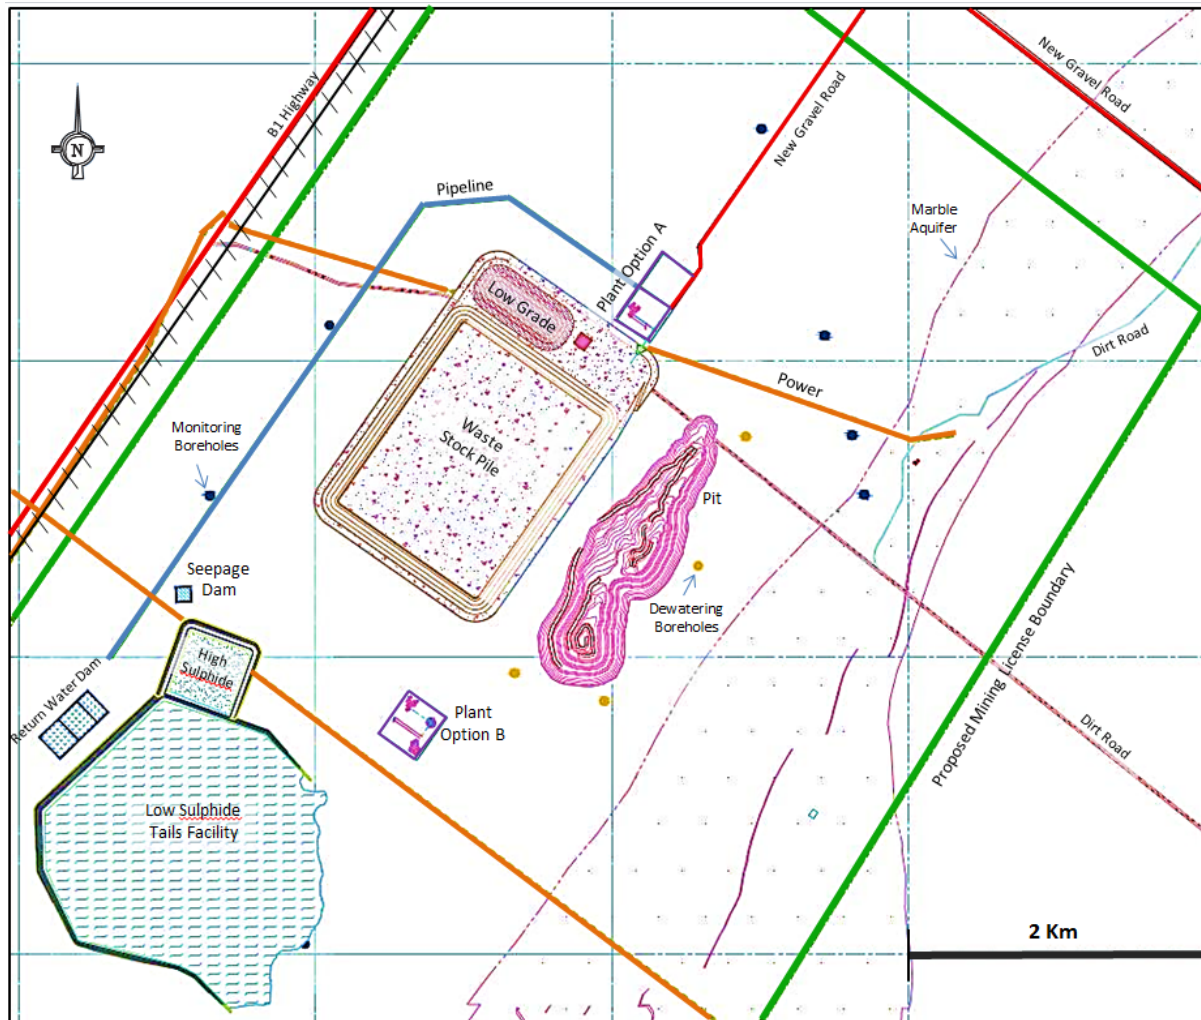 New Gravel Road
B1 Highway
N
New Gravel Road
Pipeline
Marble
Aquifer
Plant Option A
Low Grade
Dirt Road
Power
Monitoring
Boreholes
Waste
Stock Pile
Pit
Seepage
Dam
Dewatering
Boreholes
Proposed Mining License Boundary
High
Sulphide
Return Water Dam
Plant
Option B
Dirt Road
Low Sulphide
Tails Facility
2 Km